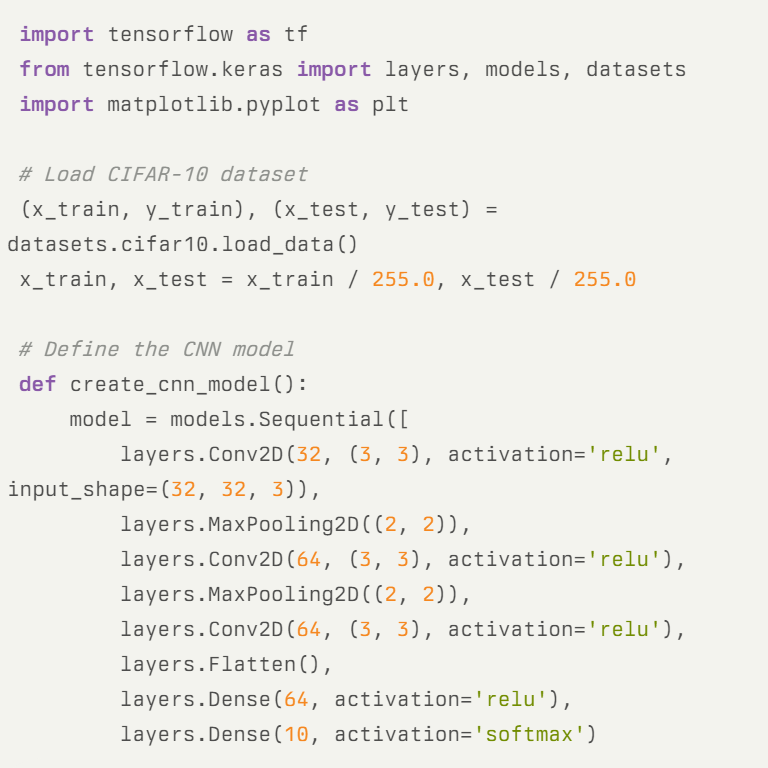 import tensorflow as tf
from tensorflow.keras import layers, models, datasets
import matplotlib.pyplot as plt

# Load CIFAR-10 dataset
(x_train, y_train), (x_test, y_test) =
datasets.cifar10.load_data()
x_train, x_test = x_train / 255.0, x_test / 255.0

# Define the CNN model
def create_cnn_model():
    model = models.Sequential([
        layers.Conv2D(32, (3, 3), activation='relu',
input_shape=(32, 32, 3)),
        layers.MaxPooling2D((2, 2)),
        layers.Conv2D(64, (3, 3), activation='relu'),
        layers.MaxPooling2D((2, 2)),
        layers.Conv2D(64, (3, 3), activation='relu'),
        layers.Flatten(),
        layers.Dense(64, activation='relu'),
        layers.Dense(10, activation='softmax')